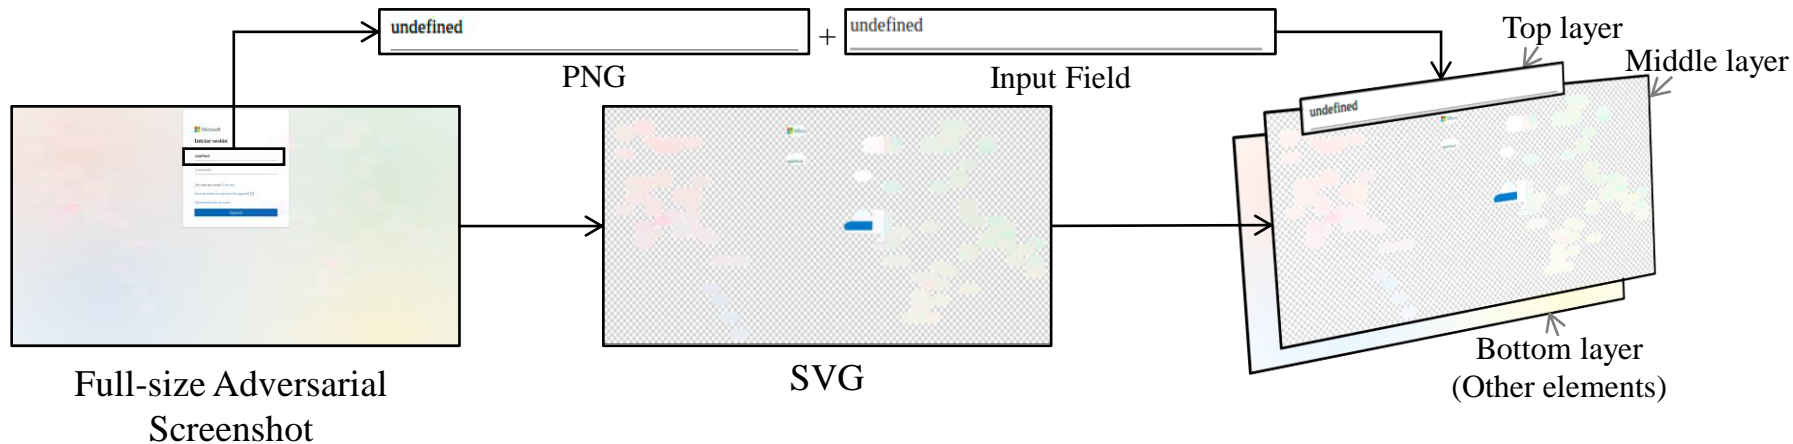 undefined
PNG
+
undefined
Input Field
Top layer
Middle layer
undefined
Microsoft
Iniciar sesión
undefined
Full-size Adversarial
Screenshot
SVG
Bottom layer
(Other elements)